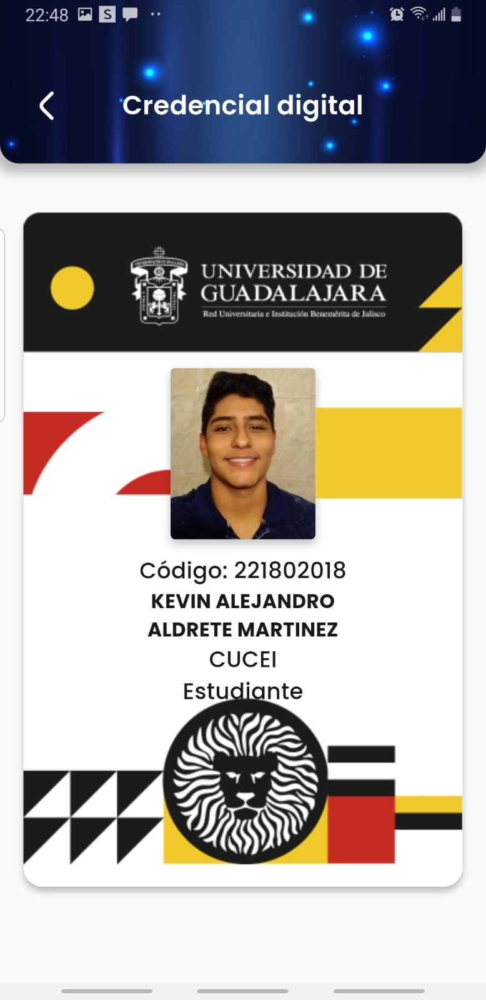 22:48
S
Credencial digital
UNIVERSIDAD DE
GUADALAJARA
Red Universitaria e Institución Benemérita de Jalisco
Código: 221802018
KEVIN ALEJANDRO
ALDRETE MARTINEZ
CUCEI
Estudiante